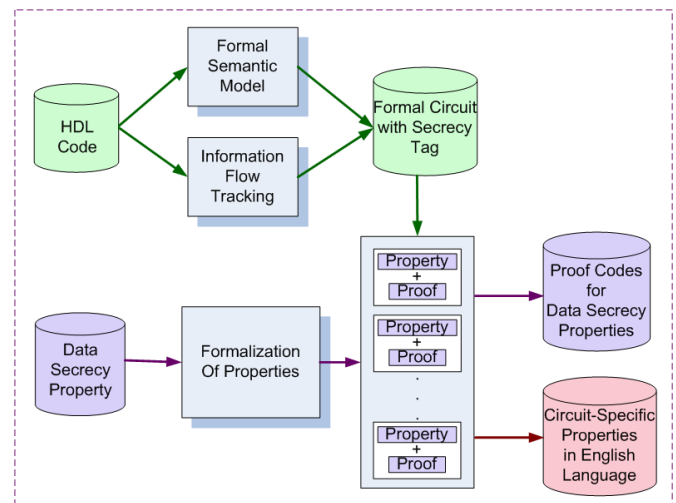 Formal
Semantic
Model
HDL
Code
Information
Flow
Tracking
Formal Circuit
with Secrecy
Tag
Property
+
Proof
Property
+
Proof
.
.
.
Property
+
Proof
Data
Secrecy
Property
Formalization
Of Properties
Proof Codes
for
Data Secrecy
Properties
Circuit-Specific
Properties
in English
Language